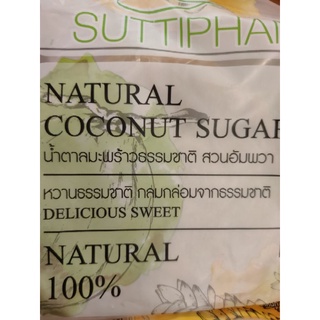 SUTTIPHAN
NATURAL
COCONUT SUGAR
น้ำตาลมะพร้าวธรรมชาติ สวนอัมพวา
หวานธรรมชาติ กลมกล่อมจากธรรมชาติ
DELICIOUS SWEET
NATURAL
100%